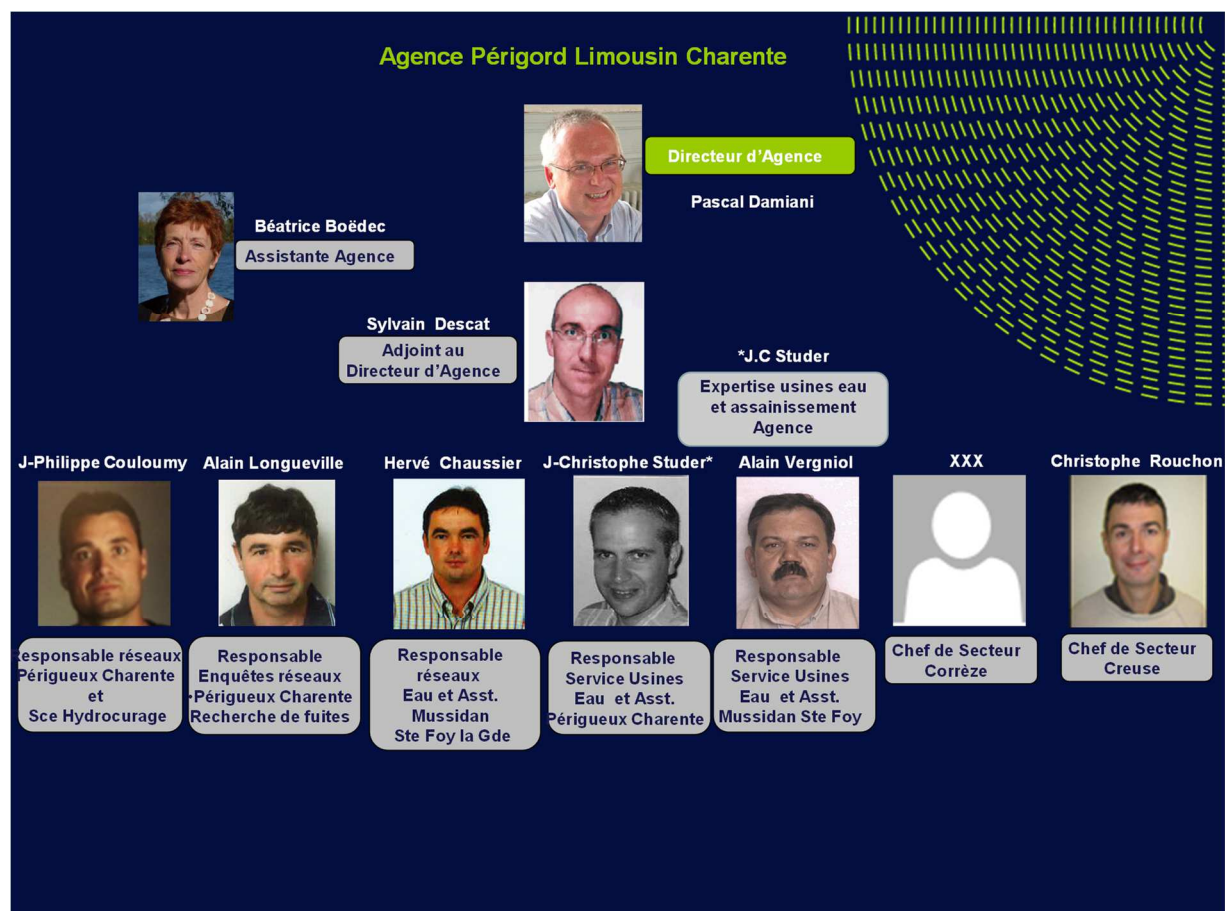 Agence Périgord Limousin Charente
Directeur d'Agence
Pascal Damiani
Béatrice Boëdec
Assistante Agence
Sylvain Descat
Adjoint au
Directeur d'Agence
*J.C Studer
Expertise usines eau
et assainissement
Agence
J-Philippe Couloumy
Responsable réseaux
Périgueux Charente
et
Sce Hydrocurage
Alain Longueville
Responsable
Enquêtes réseaux
•Périgueux Charente
Recherche de fuites
Hervé Chaussier
Responsable
réseaux
Eau et Asst.
Mussidan
Ste Foy la Gde
J-Christophe Studer*
Responsable
Service Usines
Eau et Asst.
Périgueux Charente
Alain Vergniol
Responsable
Service Usines
Eau et Asst.
Mussidan Ste Foy
XXX
Chef de Secteur
Corrèze
Christophe Rouchon
Chef de Secteur
Creuse